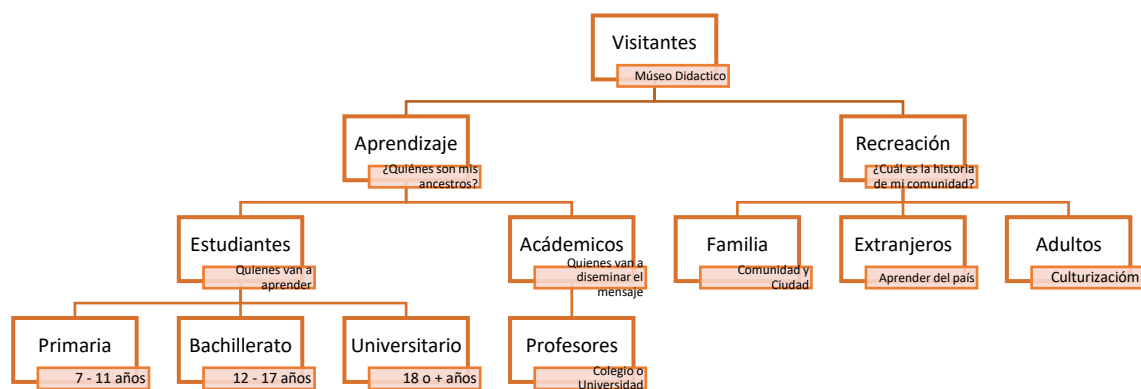 Visitantes
Múseo Didactico
Aprendizaje
¿Quiénes son mis
ancestros?
Recreación
¿Cuál es la historia
de mi comunidad?
Estudiantes
Quienes van a
aprender
Acádemicos
Quienes van a
diseminar el
mensaje
Familia
Comunidad y
Ciudad
Extranjeros
Aprender del país
Adultos
Culturizacióm
Primaria
7 - 11 años
Bachillerato
12 - 17 años
Universitario
18 o + años
Profesores
Colegio o
Universidad